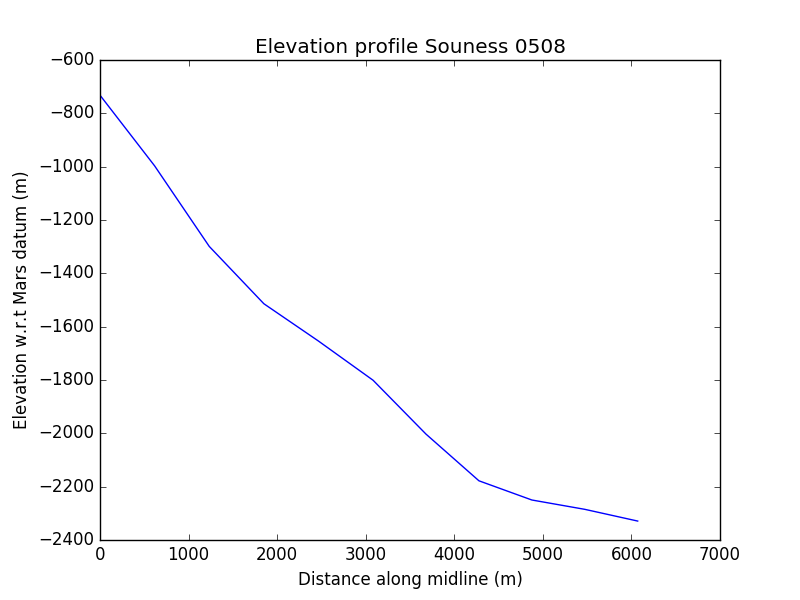 Elevation profile Souness 0508
−600
−800
−1000
−1200
−1400
−1600
−1800
−2000
−2200
−2400
Elevation w.r.t Mars datum (m)
0 1000 2000 3000 4000 5000 6000 7000
Distance along midline (m)